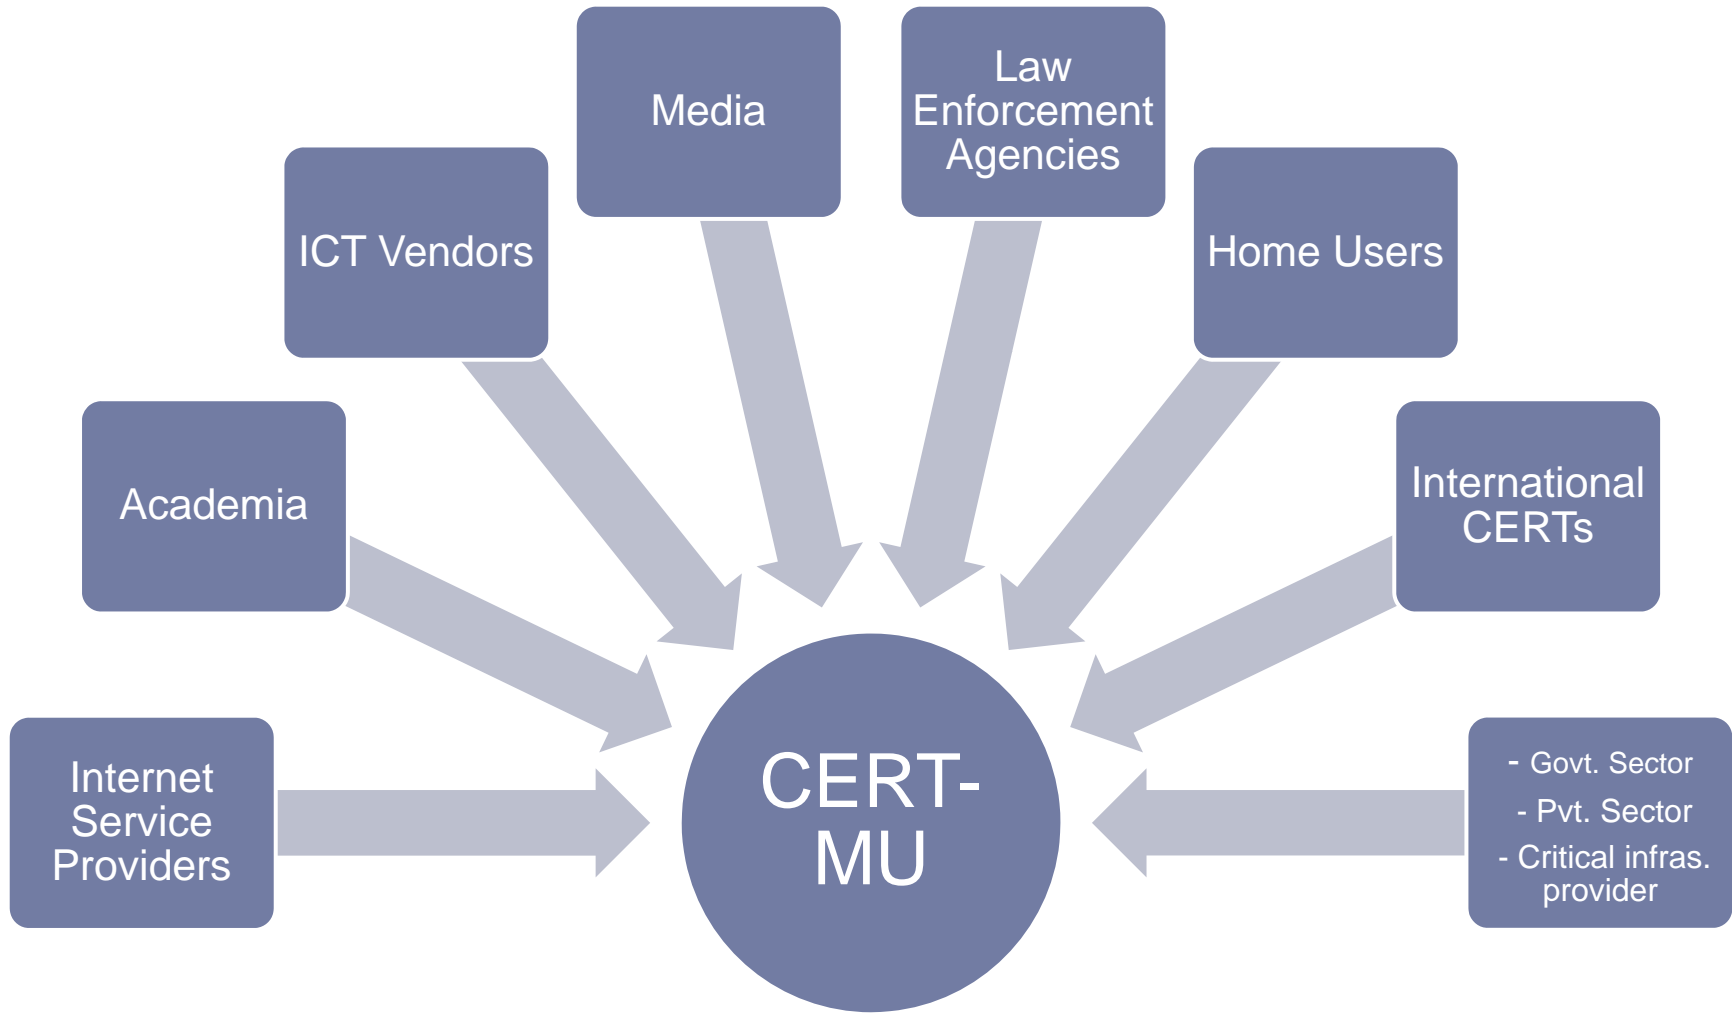 Media
Law
Enforcement
Agencies
ICT Vendors
Home Users
Academia
International
CERTs
Internet
Service
Providers
CERT-
MU
- Govt. Sector
- Pvt. Sector
- Critical infras.
provider